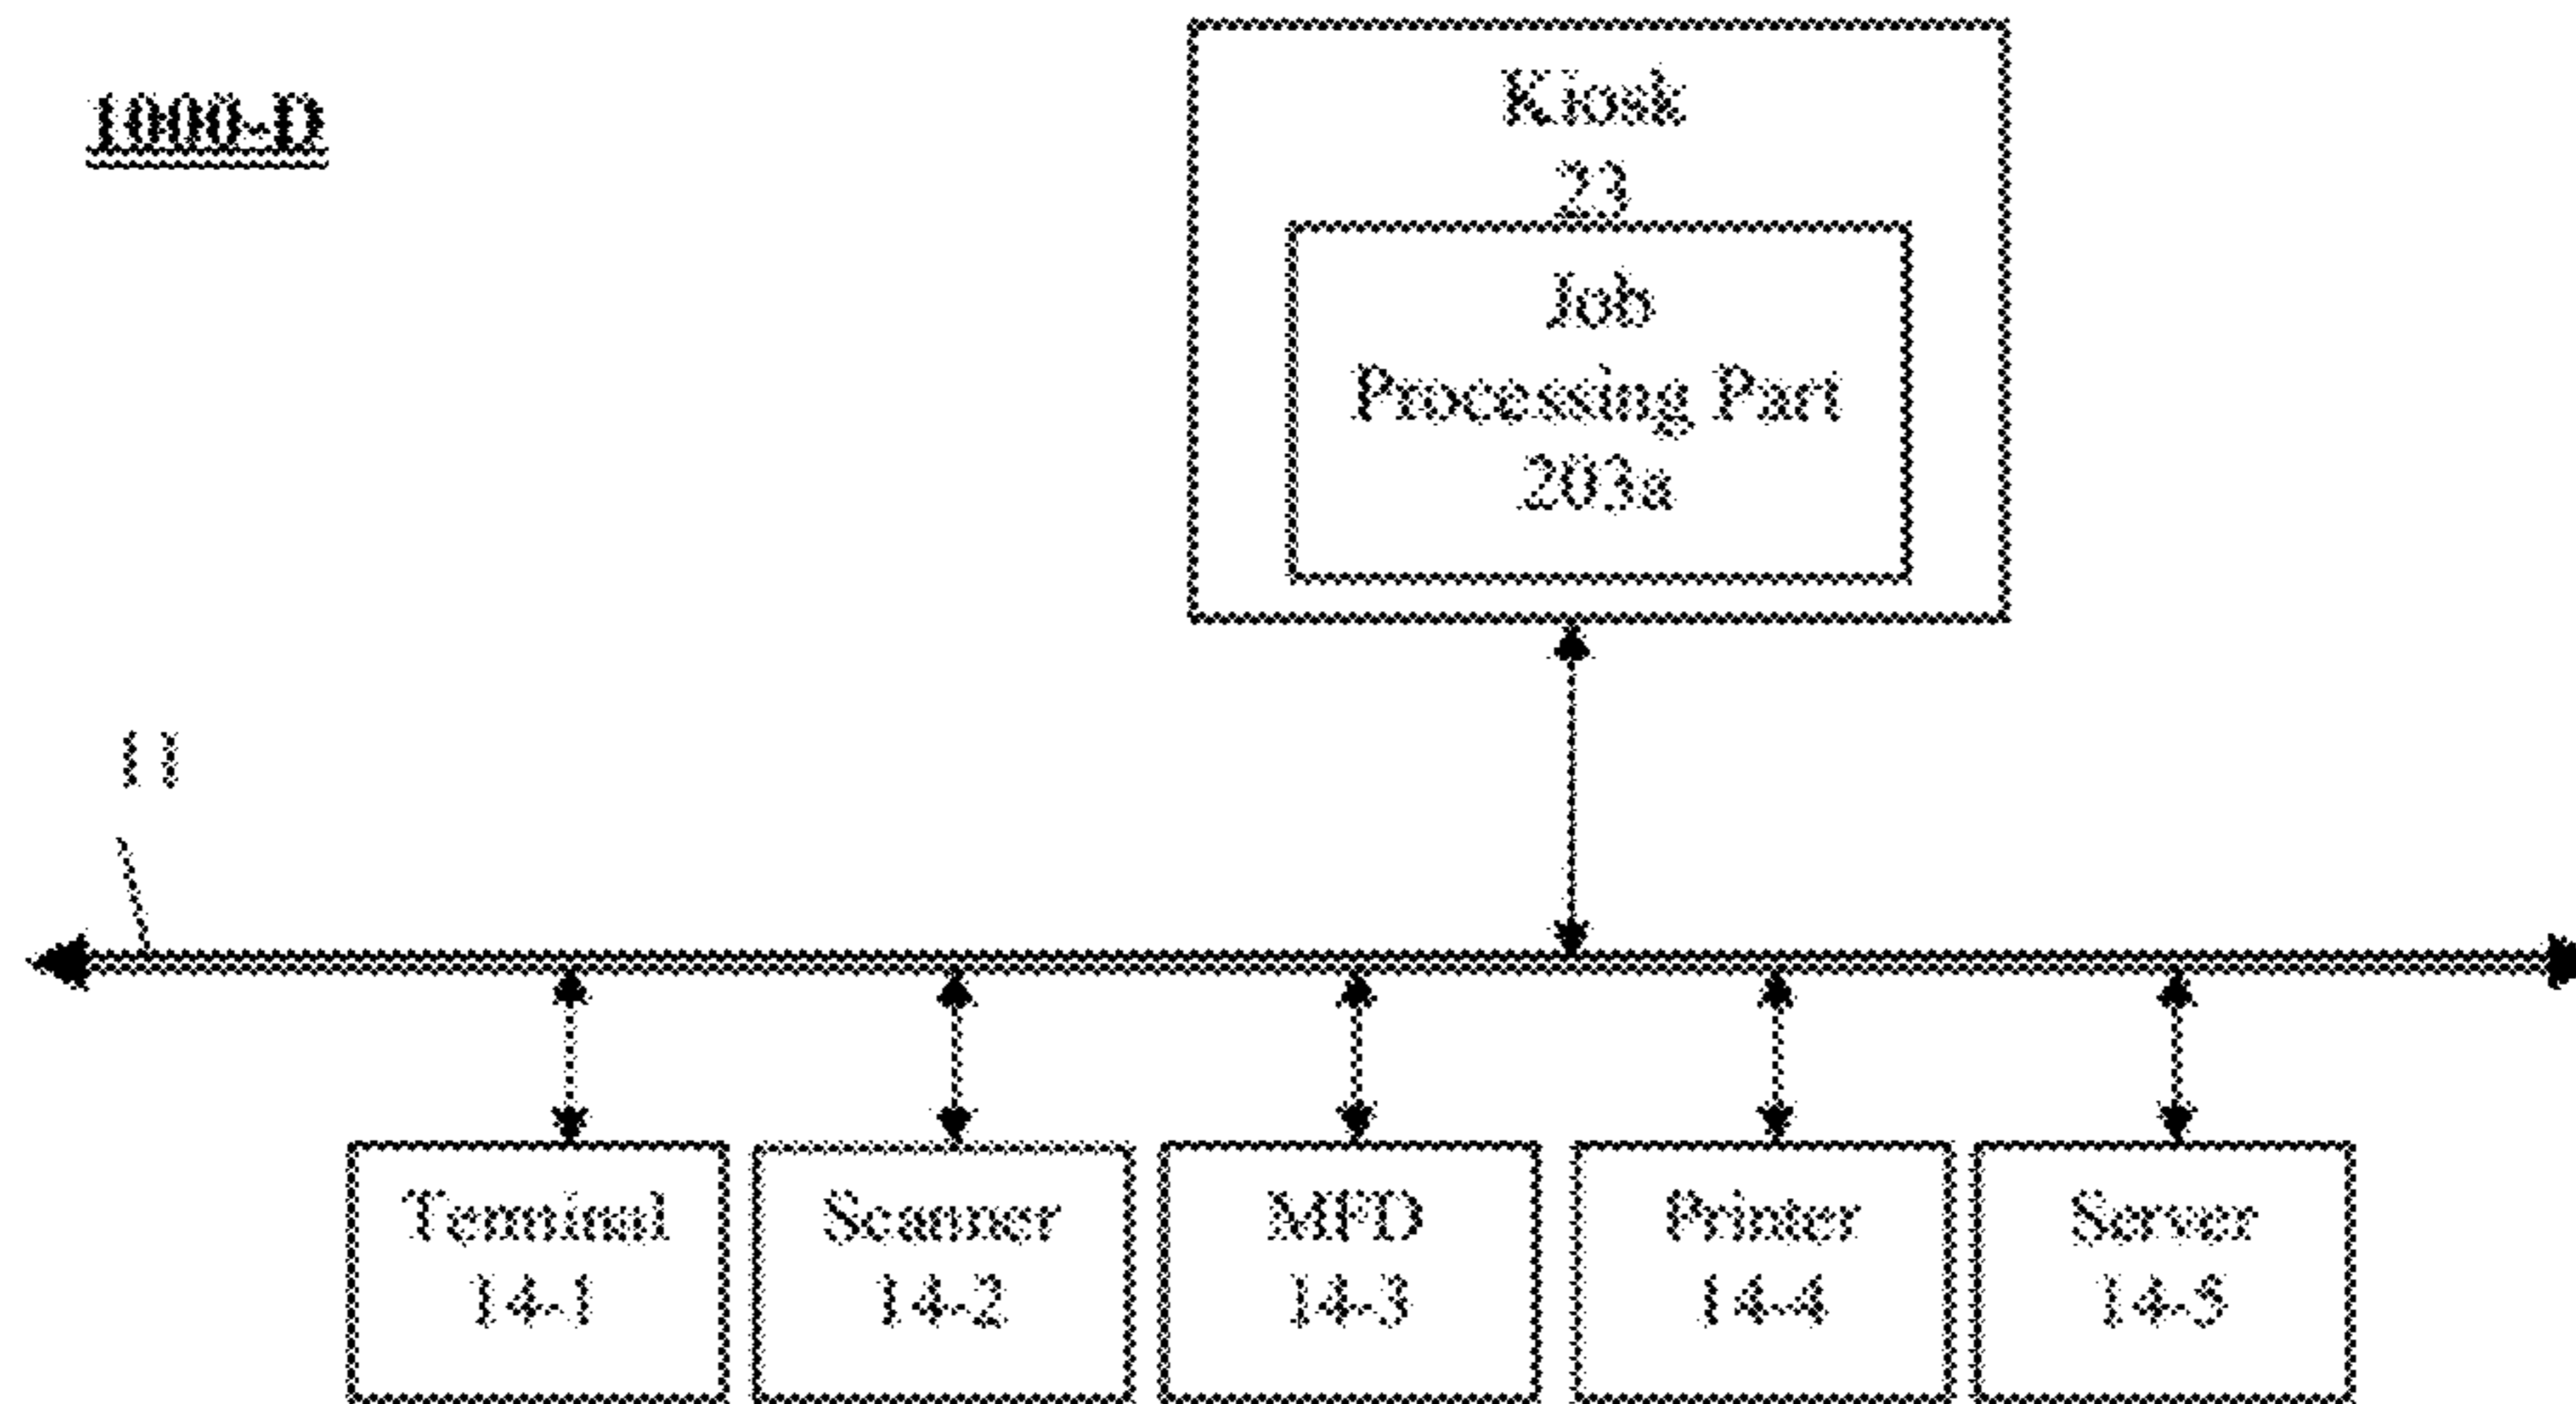 1000-D
Kiosk
23
Job
Processing Part
203a
11
Terminal
14-1
Scanner
14-2
MFD
14-3
Printer
14-4
Server
14-5